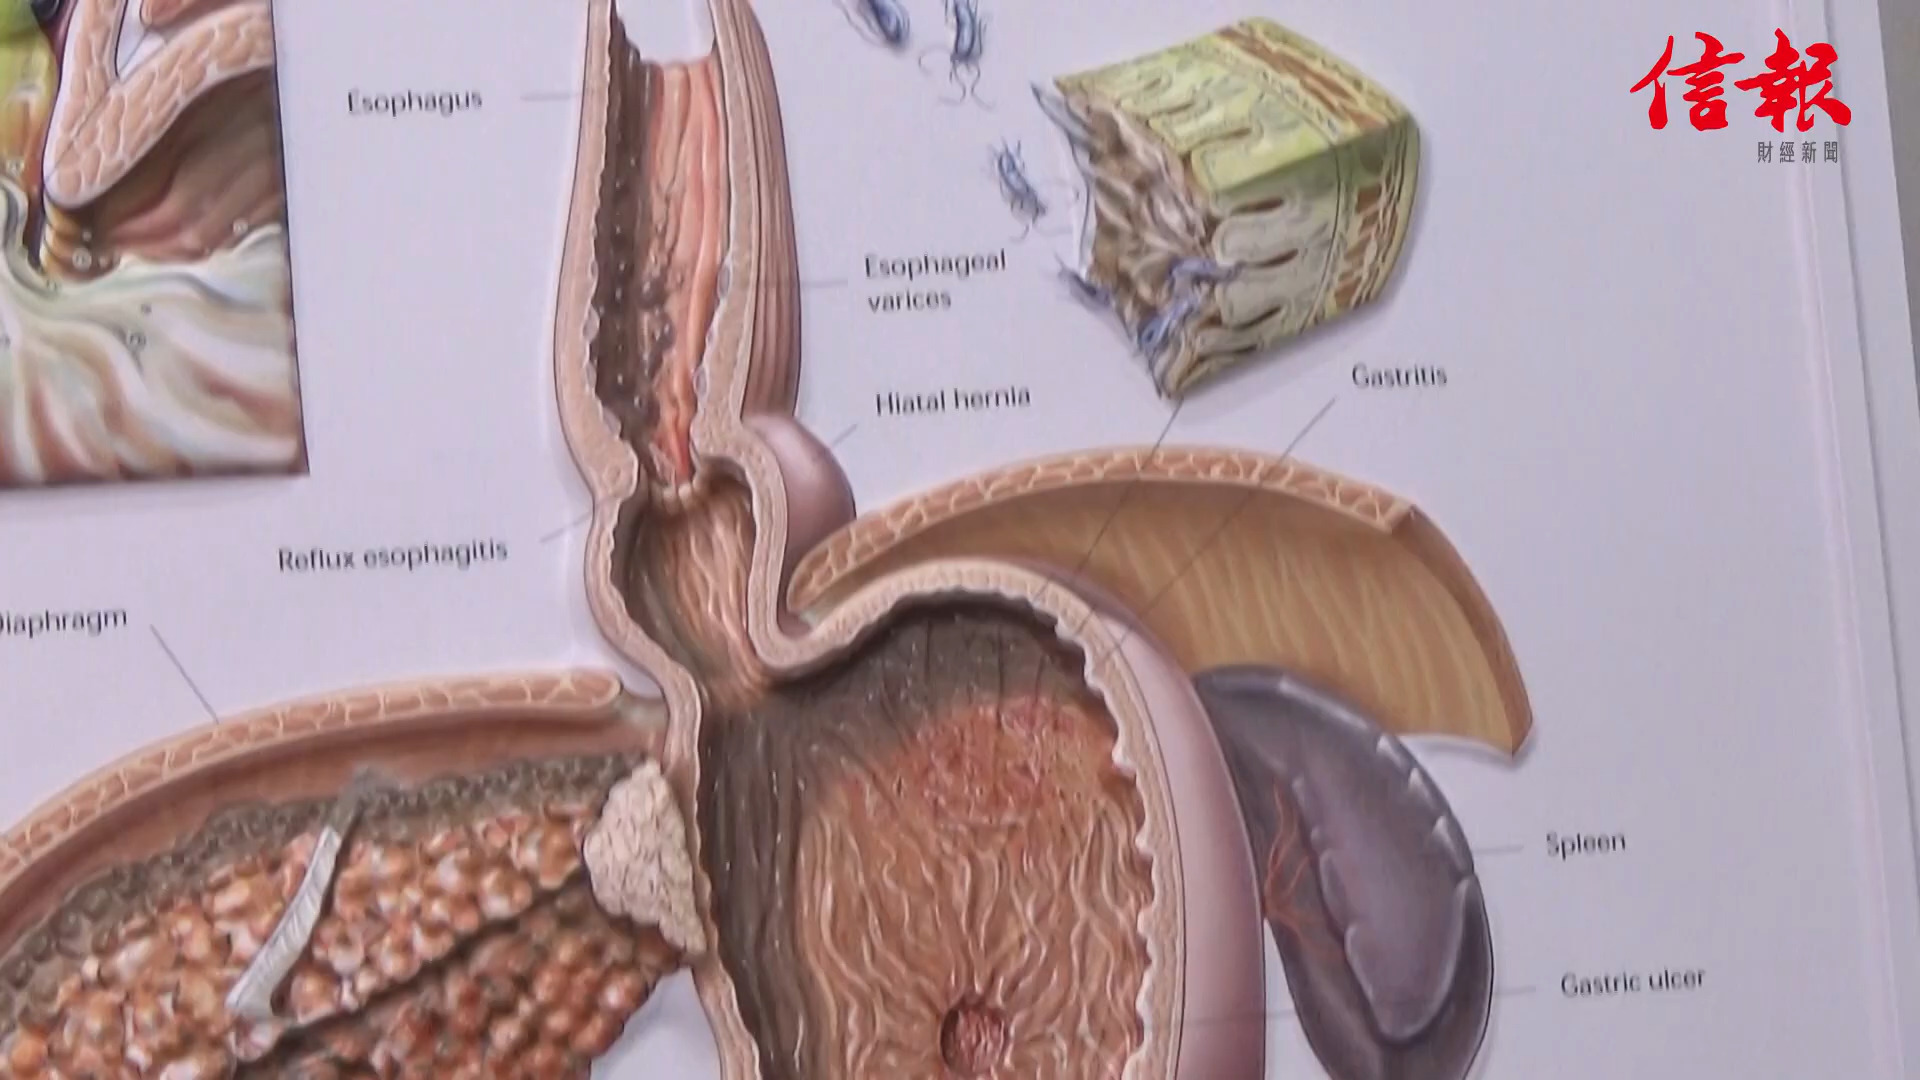 信報
財經新聞
Esophagus
Esophageal
varices
Hiatal hernia
Gastritis
Reflux esophagitis
Diaphragm
Spleen
Gastric ulcer